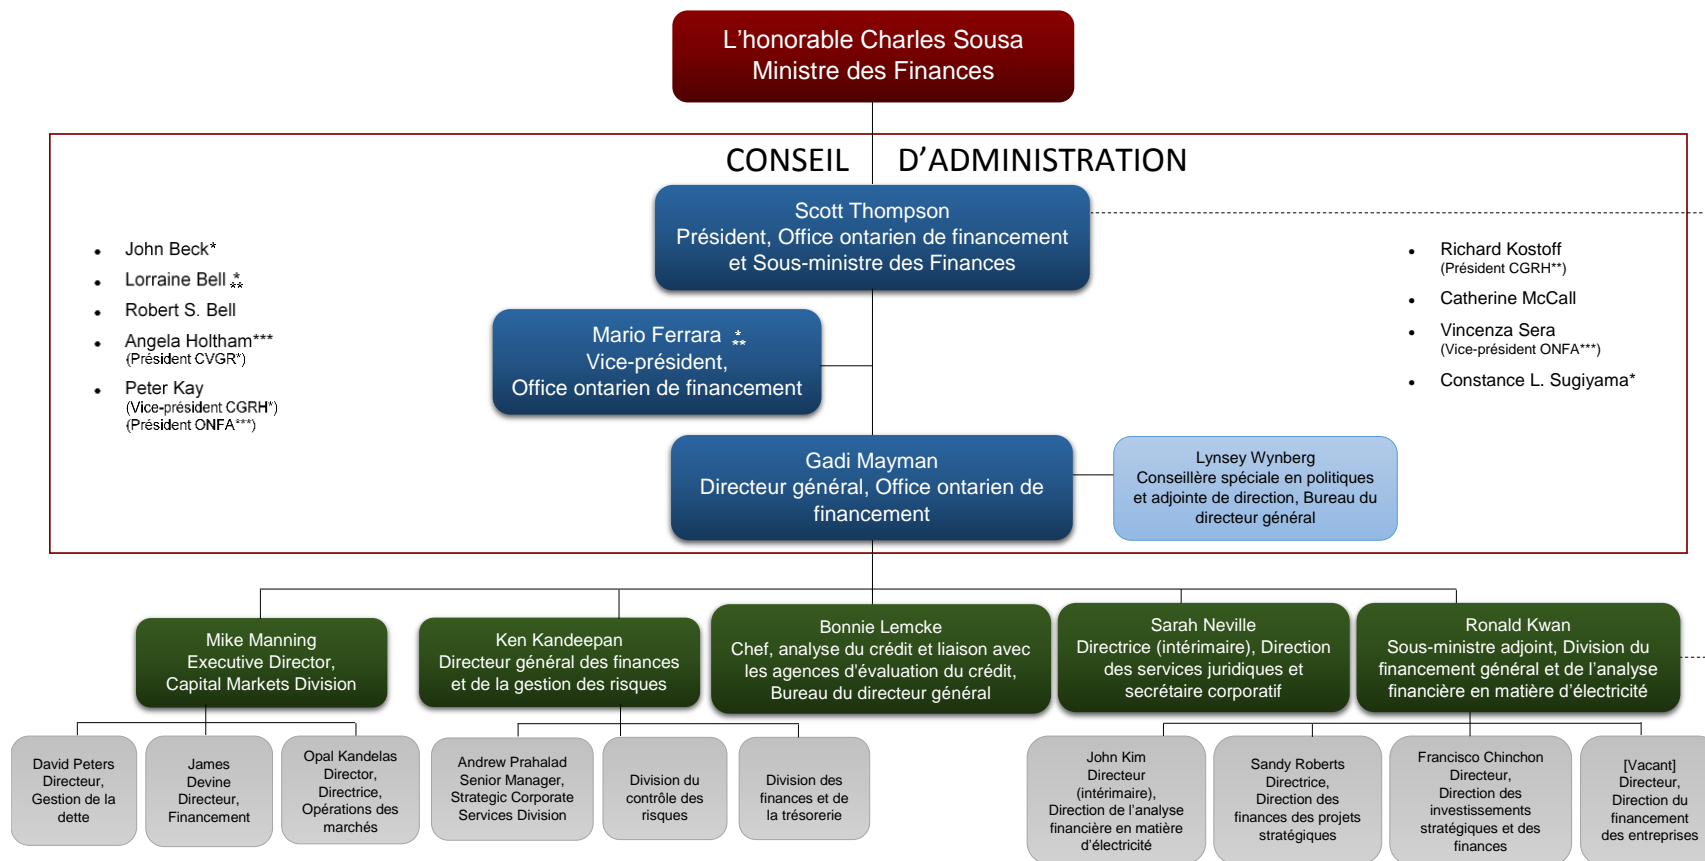 L'honorable Charles Sousa
Ministre des Finances
CONSEIL D'ADMINISTRATION
Scott Thompson
Président, Office ontarien de financement
et Sous-ministre des Finances
• John Beck*
• Lorraine Bell * **
• Robert S. Bell
• Angela Holtham***
(Président CVGR*)
• Peter Kay
(Vice-président CGRH*)
(Président ONFA***)
• Richard Kostoff
(Président CGRH**)
• Catherine McCall
• Vincenza Sera
(Vice-président ONFA***)
• Constance L. Sugiyama*
Mario Ferrara * **
Vice-président,
Office ontarien de financement
Gadi Mayman
Directeur général, Office ontarien de
financement
Lynsey Wynberg
Conseillère spéciale en politiques
et adjointe de direction, Bureau du
directeur général
Mike Manning
Executive Director,
Capital Markets Division
Ken Kandeepan
Directeur général des finances
et de la gestion des risques
Bonnie Lemcke
Chef, analyse du crédit et liaison avec
les agences d'évaluation du crédit,
Bureau du directeur général
Sarah Neville
Directrice (intérimaire), Direction
des services juridiques et
secrétaire corporatif
Ronald Kwan
Sous-ministre adjoint, Division du
financement général et de l'analyse
financière en matière d'électricité
David Peters
Directeur,
Gestion de la
dette
James
Devine
Directeur,
Financement
Opal Kandelas
Director,
Directrice,
Opérations des
marchés
Andrew Prahalad
Senior Manager,
Strategic Corporate
Services Division
Division du
contrôle des
risques
Division des
finances et de
la trésorerie
John Kim
Directeur
(intérimaire),
Direction de l'analyse
financière en matière
d'électricité
Sandy Roberts
Directrice,
Direction des
finances des projets
stratégiques
Francisco Chinchon
Directeur,
Direction des
investissements
stratégiques et des
finances
[Vacant]
Directeur,
Direction du
financement
des entreprises